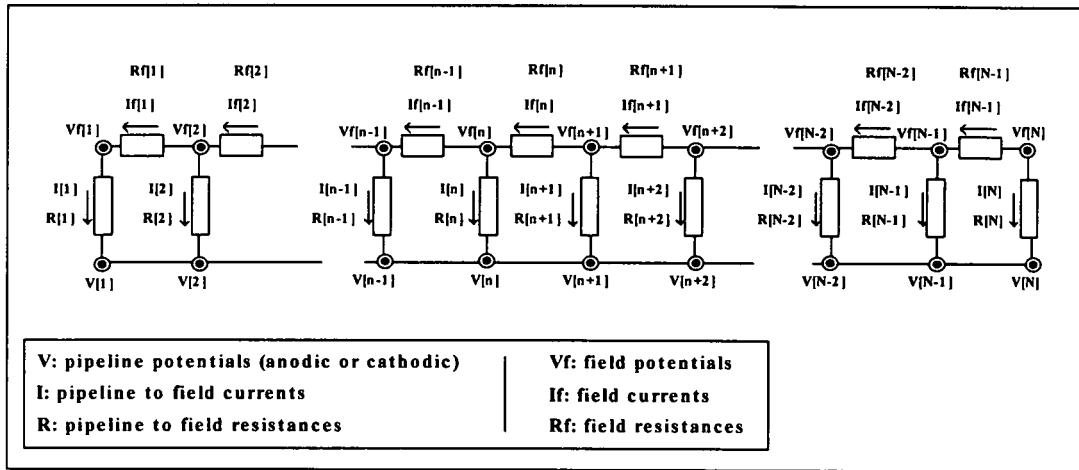 Rf[1] Rf[2] Rf[n-1] Rf[n] Rf[n+1] Rf[N-2] Rf[N-1]
If[1] If[2] If[n-1] If[n] If[n+1] If[N-2] If[N-1]
Vf[1] Vf[2] Vf[n-1] Vf[n] Vf[n+1] Vf[n+2] Vf[N-2] Vf[N-1] Vf[N]
I[1] I[2] I[n-1] I[n] I[n+1] I[n+2] I[N-2] I[N-1] I[N]
R[1] R[2] R[n-1] R[n] R[n+1] R[n+2] R[N-2] R[N-1] R[N]
V[1] V[2] V[n-1] V[n] V[n+1] V[n+2] V[N-2] V[N-1] V[N]
V: pipeline potentials (anodic or cathodic)
I: pipeline to field currents
R: pipeline to field resistances
Vf: field potentials
If: field currents
Rf: field resistances